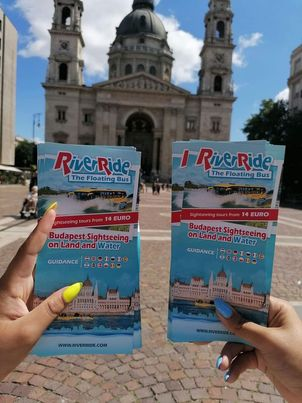 RIVERRIDE
The Floating Bus
Sightseeing tours from 14 EURO
Budapest Sightseeing
on Land and Water
GUIDANCE
WWW.RIVERRIDE.COM
RIVERRIDE
The Floating Bus
Sightseeing tours from 14 EURO
Budapest Sightseeing
on Land and Water
GUIDANCE
WWW.RIVERRIDE.COM